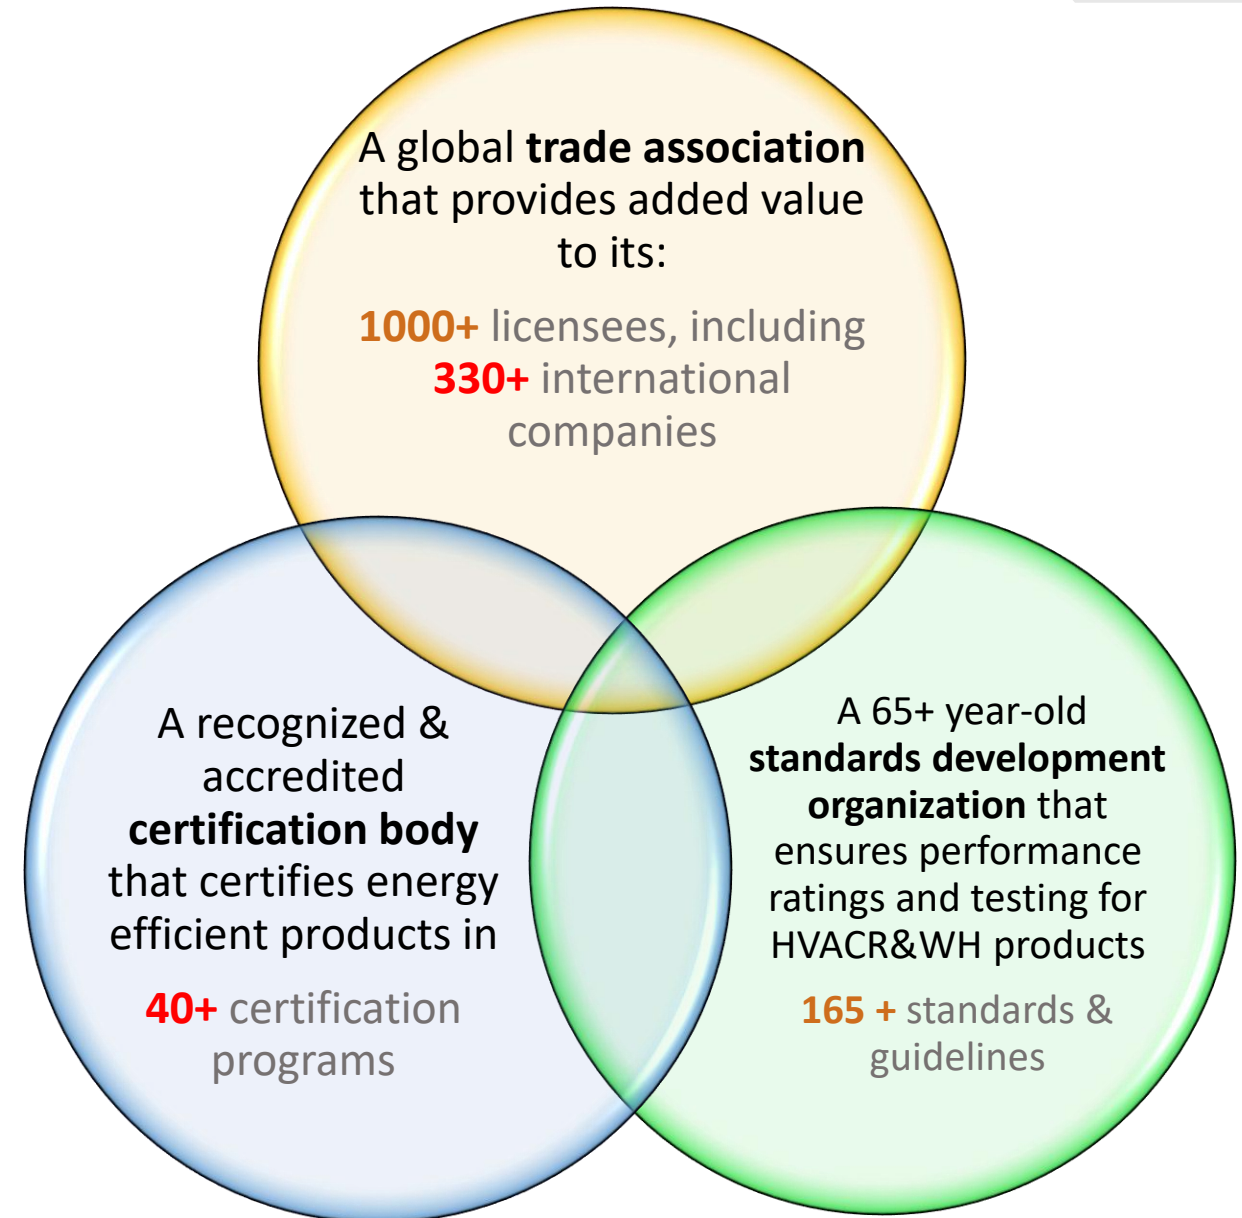 A global trade association
that provides added value
to its:
1000+ licensees, including
330+ international
companies
A recognized &
accredited
certification body
that certifies energy
efficient products in
40+ certification
programs
A 65+ year-old
standards development
organization that
ensures performance
ratings and testing for
HVACR&WH products
165 + standards &
guidelines